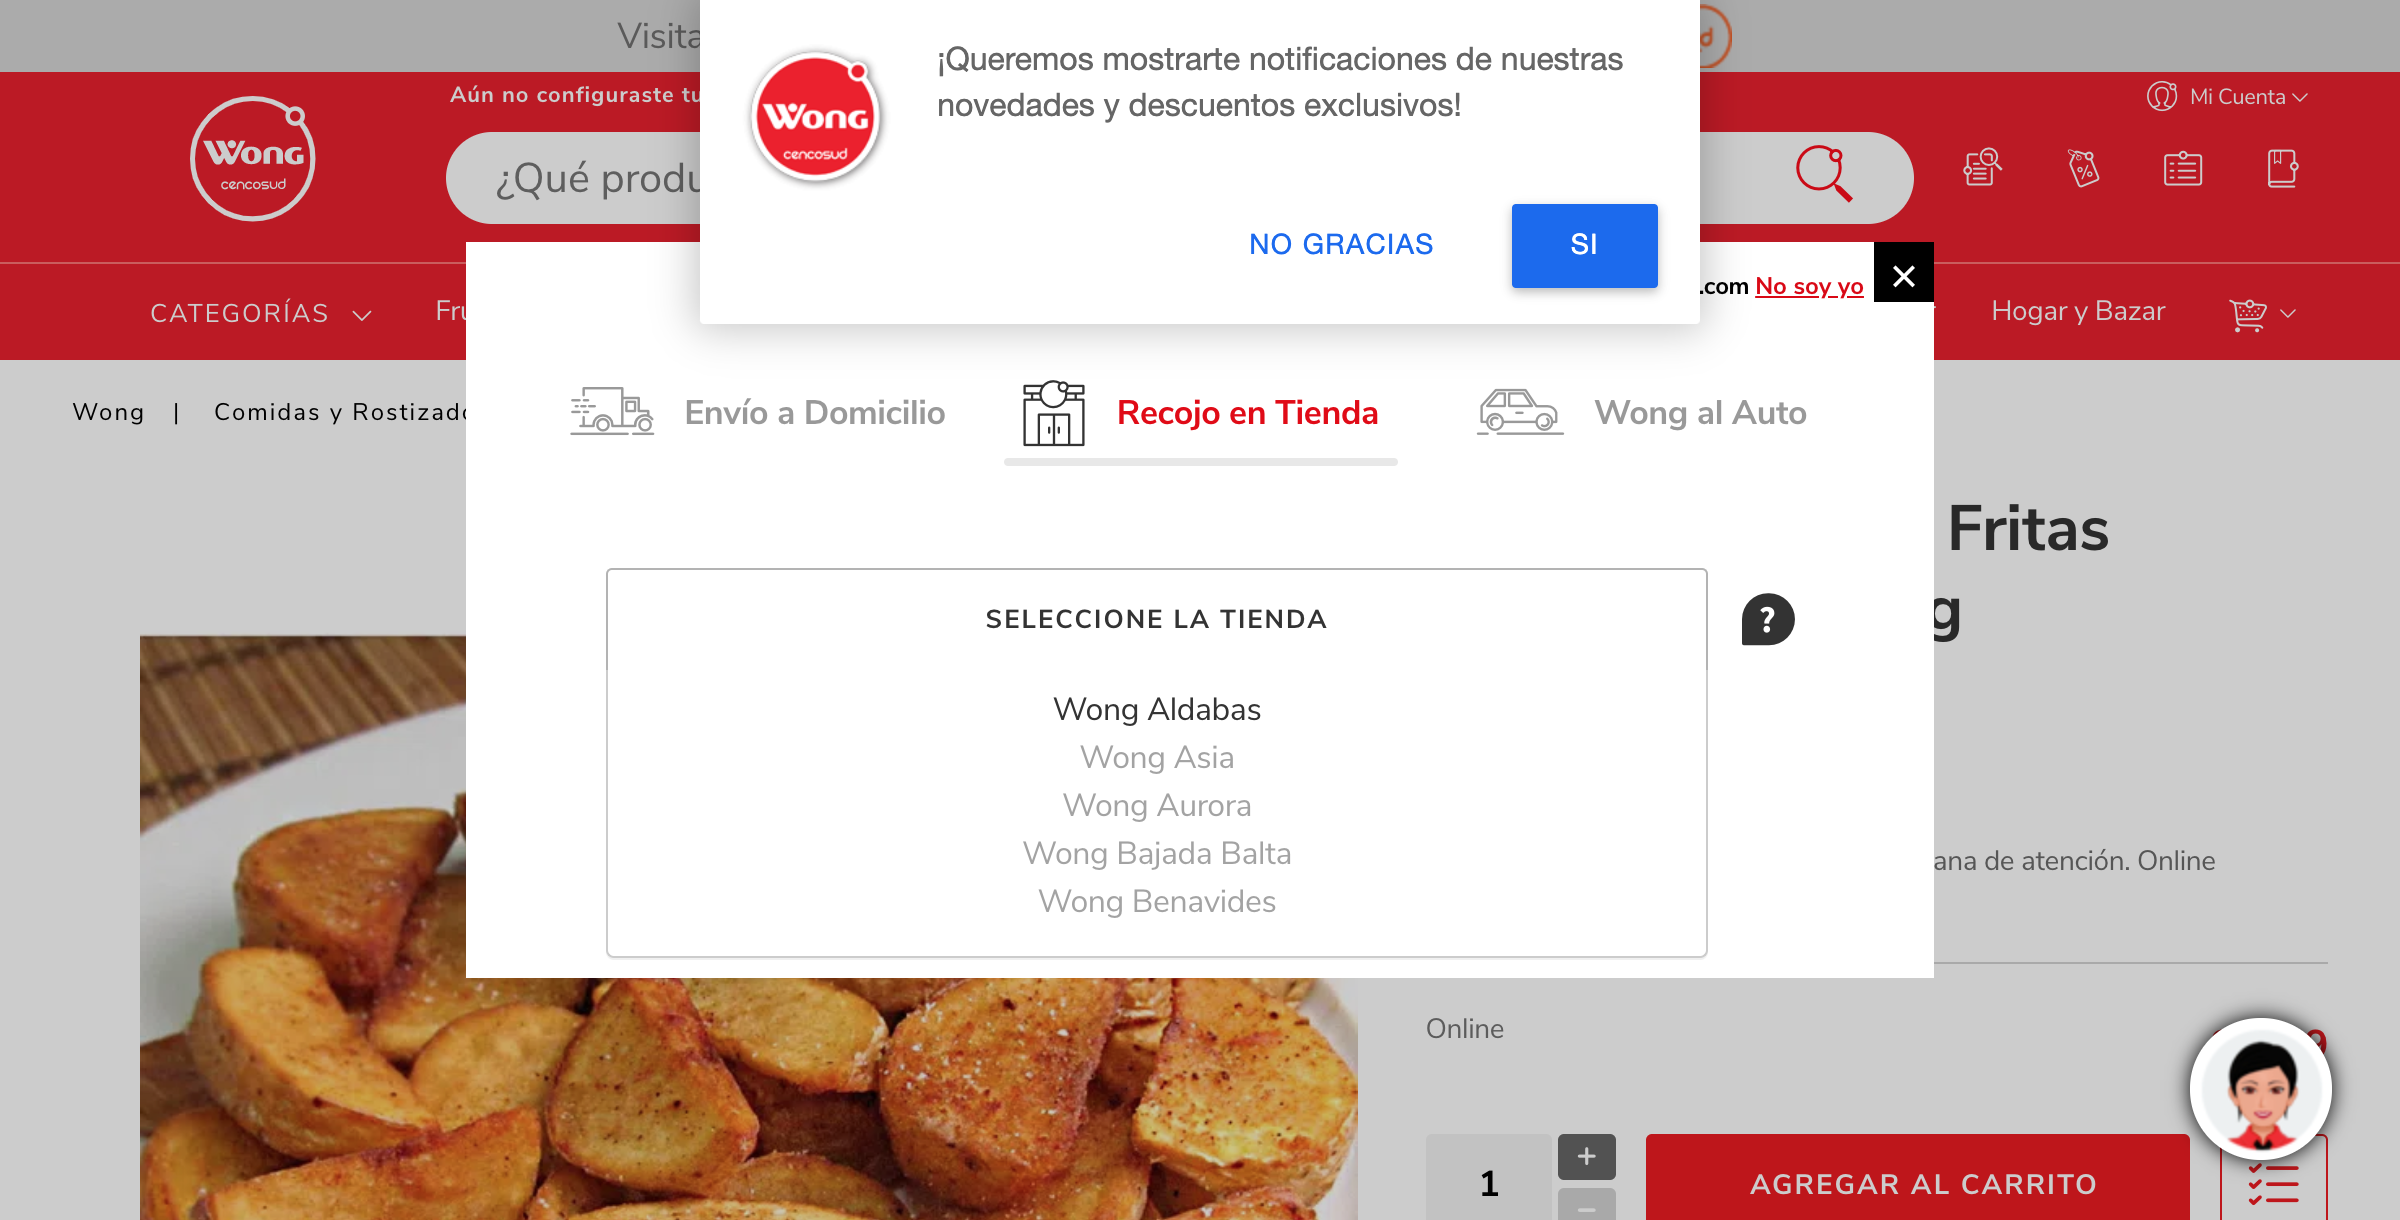 Visita
¡Queremos mostrarte notificaciones de nuestras
novedades y descuentos exclusivos!
Wong
cencosud
NO GRACIAS
SI
Aún no configuraste tu
Mi Cuenta
Wong
cencosud
¿Qué produ
.com No soy yo
CATEGORÍAS
Fru
Hogar y Bazar
Wong | Comidas y Rostizado
Envío a Domicilio
Recojo en Tienda
Wong al Auto
Fritas
g
SELECCIONE LA TIENDA
?
Wong Aldabas
Wong Asia
Wong Aurora
Wong Bajada Balta
Wong Benavides
ana de atención. Online
Online
9
1
+
-
AGREGAR AL CARRITO